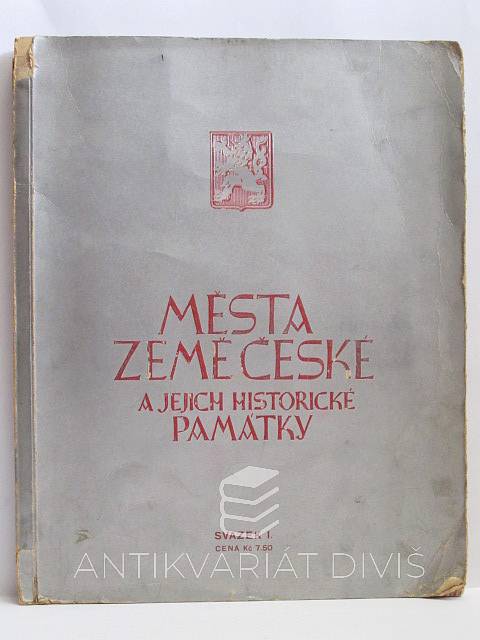 MĚSTA
ZEMĚ ČESKÉ
A JEJICH HISTORICKÉ
PAMÁTKY
SVAZEK I.
CENA Kč 7.50
ANTIKVARIÁT DIVIŠ